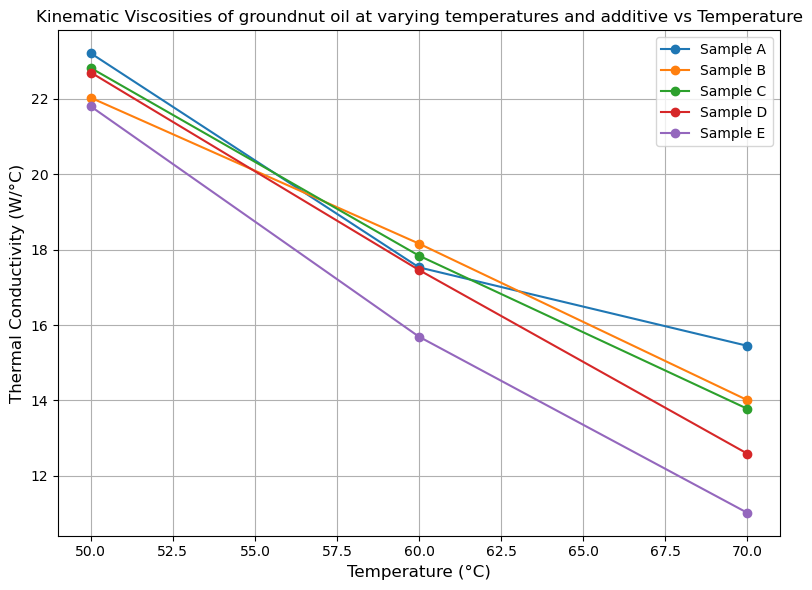 Kinematic Viscosities of groundnut oil at varying temperatures and additive vs Temperature
Sample A
Sample B
Sample C
Sample D
Sample E
Thermal Conductivity (W/°C)
22
20
18
16
14
12
50.0 52.5 55.0 57.5 60.0 62.5 65.0 67.5 70.0
Temperature (°C)